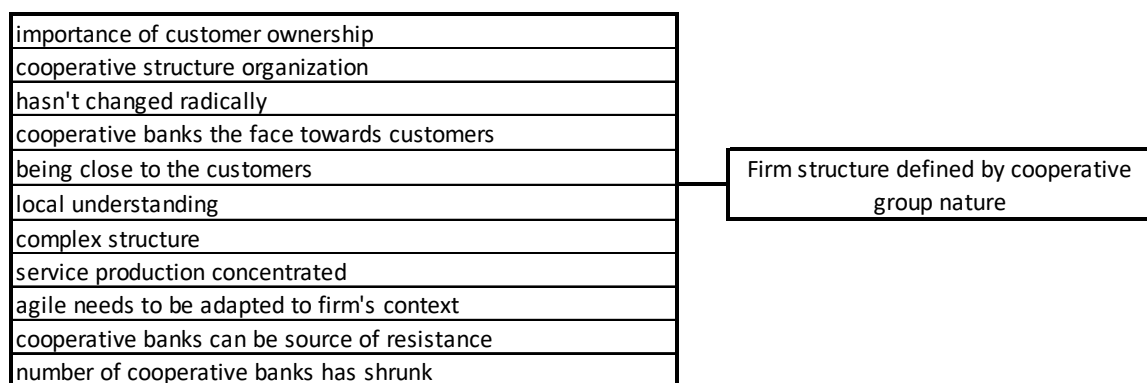 importance of customer ownership
cooperative structure organization
hasn't changed radically
cooperative banks the face towards customers
being close to the customers
local understanding
complex structure
service production concentrated
agile needs to be adapted to firm's context
cooperative banks can be source of resistance
number of cooperative banks has shrunk
Firm structure defined by cooperative
group nature